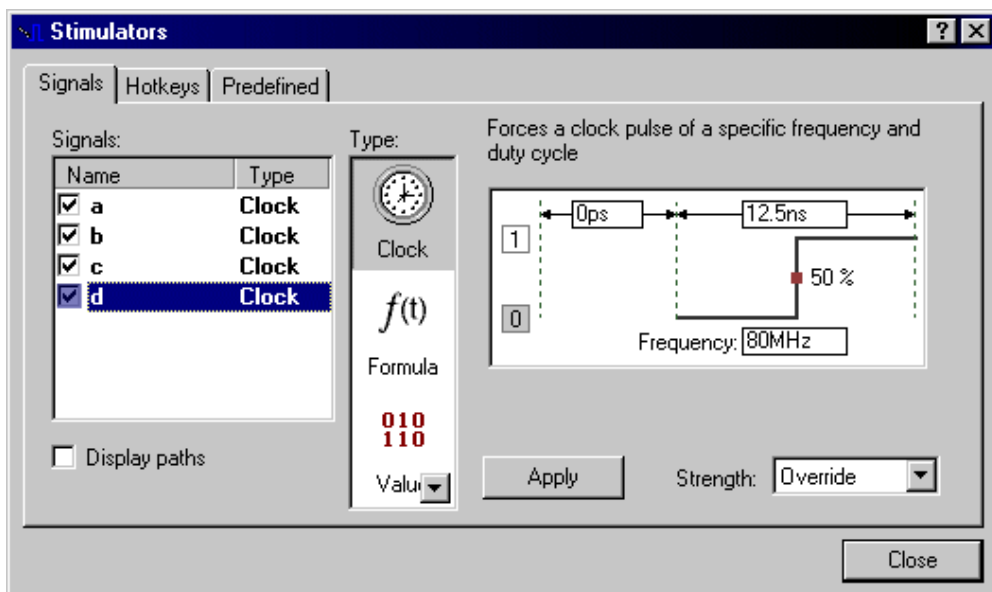 Stimulators
Signals Hotkeys Predefined
Signals:
Name Type
a Clock
b Clock
c Clock
d Clock
Display paths
Type:
Clock
f(t)
Formula
010
110
Forces a clock pulse of a specific frequency and
duty cycle
0ps 12.5ns
1
50 %
0
Frequency: 80MHz
Apply
Strength: Override
Close